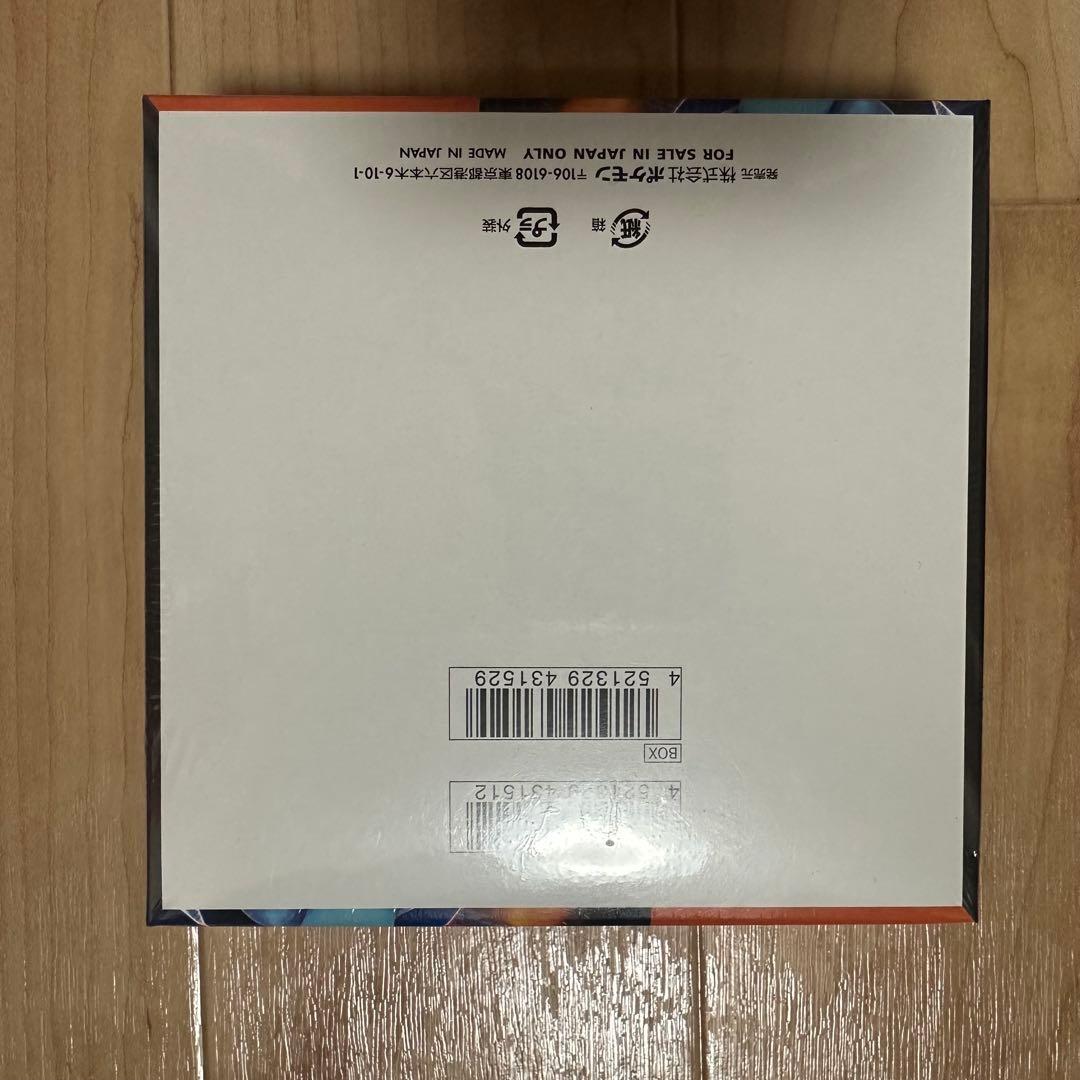 4 521329 431512
BOX
4 521329 431529
紙 箱 プラ 外装
発売元 株式会社ポケモン 〒106-6108 東京都港区六本木6-10-1
FOR SALE IN JAPAN ONLY MADE IN JAPAN